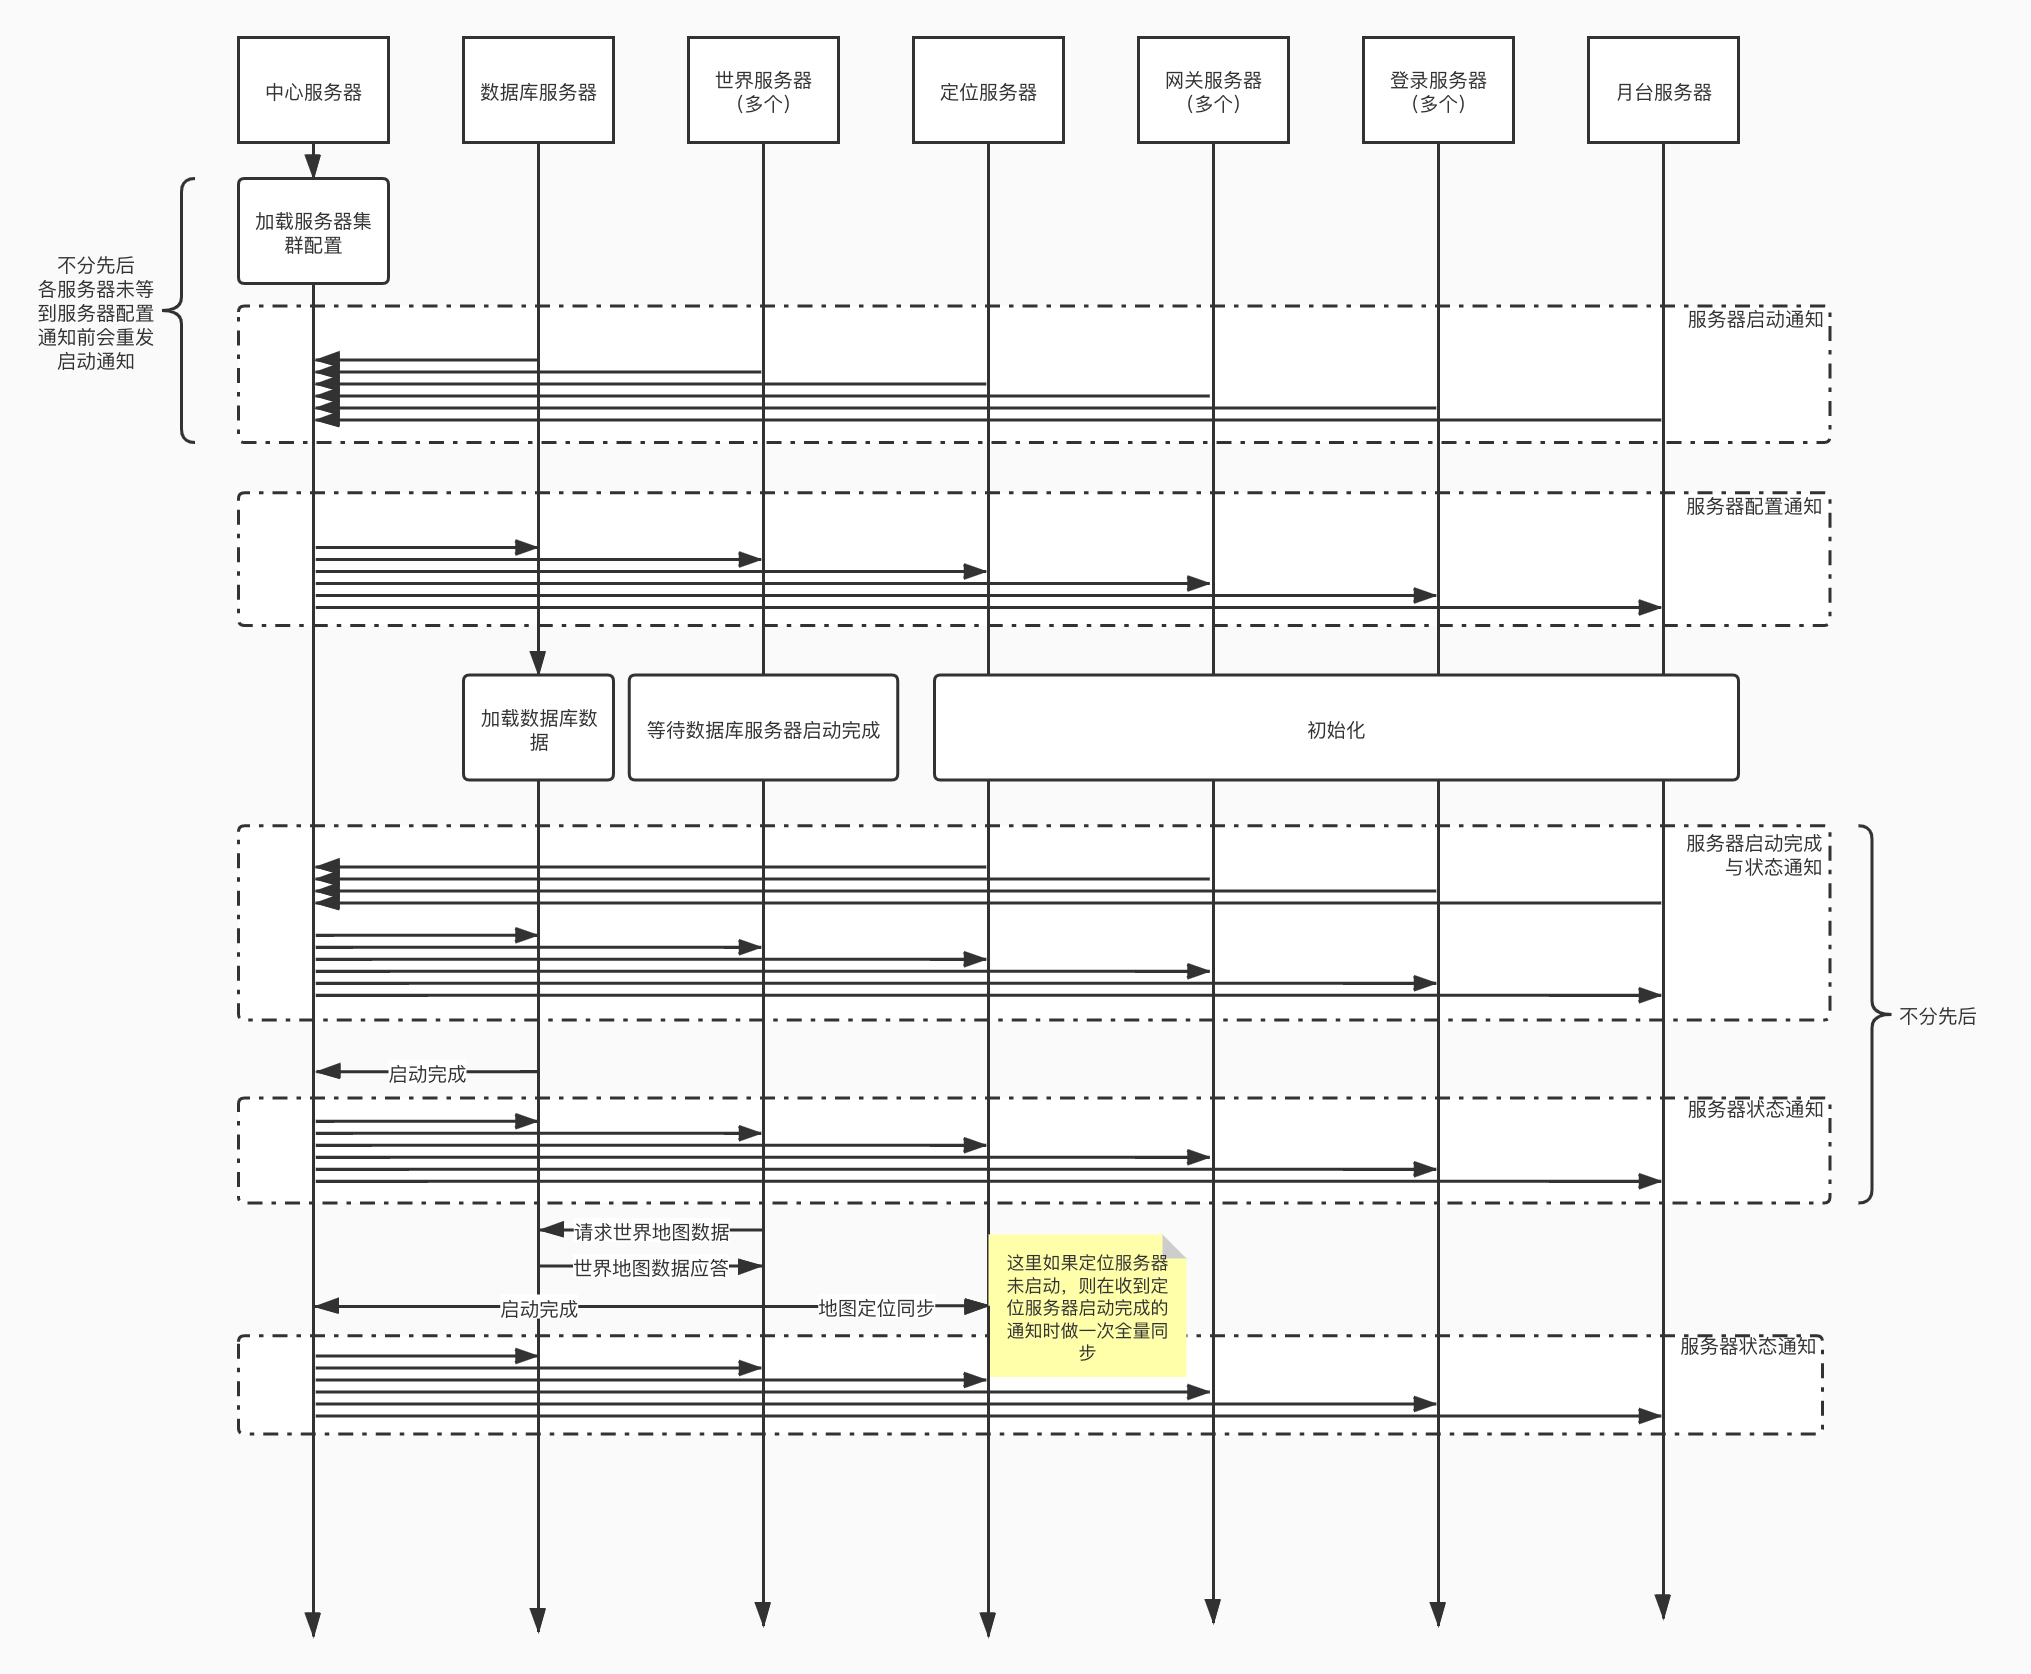 中心服务器
数据库服务器
世界服务器
(多个)
定位服务器
网关服务器
(多个)
登录服务器
(多个)
月台服务器
加载服务器集
群配置
不分先后
各服务器未等
到服务器配置
通知前会重发
启动通知
服务器启动通知
服务器配置通知
加载数据库数
据
等待数据库服务器启动完成
初始化
服务器启动完成
与状态通知
不分先后
启动完成
服务器状态通知
请求世界地图数据
世界地图数据应答
启动完成
地图定位同步
这里如果定位服务器
未启动，则在收到定
位服务器启动完成的
通知时做一次全量同
步
服务器状态通知